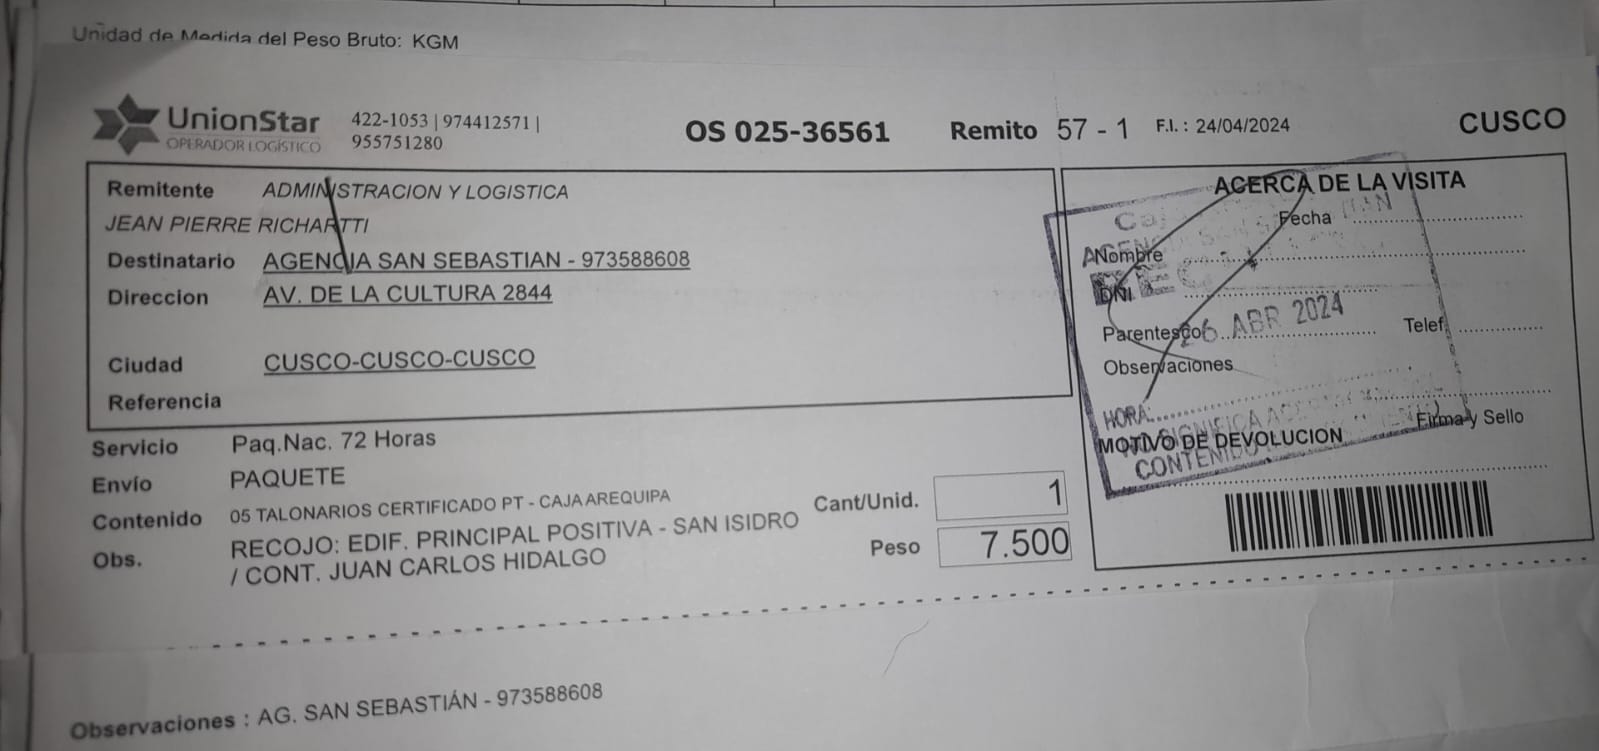 Unidad de Medida del Peso Bruto: KGM
UnionStar
OPERADOR LOGÍSTICO
422-1053 | 974412571 |
955751280
OS 025-36561
Remito 57 - 1 F.I. : 24/04/2024
CUSCO
Remitente ADMINISTRACION Y LOGISTICA
JEAN PIERRE RICHARTTI
Destinatario AGENCIA SAN SEBASTIAN - 973588608
Direccion AV. DE LA CULTURA 2844
Ciudad CUSCO-CUSCO-CUSCO
Referencia
Servicio Paq.Nac. 72 Horas
Envío PAQUETE
Contenido 05 TALONARIOS CERTIFICADO PT - CAJA AREQUIPA
Obs. RECOJO: EDIF. PRINCIPAL POSITIVA - SAN ISIDRO
/ CONT. JUAN CARLOS HIDALGO
Cant/Unid. 1
Peso 7.500
ACERCA DE LA VISITA
Fecha
Nombre
DNI
Parentesco
Telef.
Observaciones
MOTIVO DE DEVOLUCION
Firma y Sello
26 ABR 2024
HORA:
CONTENIDO
Observaciones : AG. SAN SEBASTIÁN - 973588608